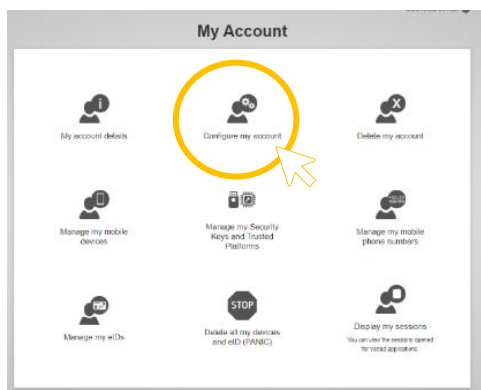 My Account
My account details
Configure my account
Delete my account
Manage my mobile
devices
Manage my Security
Keys and Trusted
Platforms
Manage my mobile
phone numbers
Manage my eIDs
STOP
Delete all my devices
and eID (PANIC)
Display my sessions
You can view the sessions opened
for visited applications.